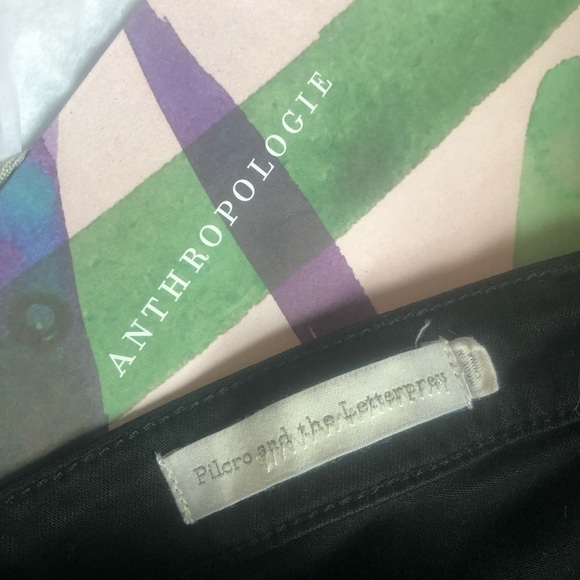 ANTHROPOLOGIE
Pilcro and the Letterpress